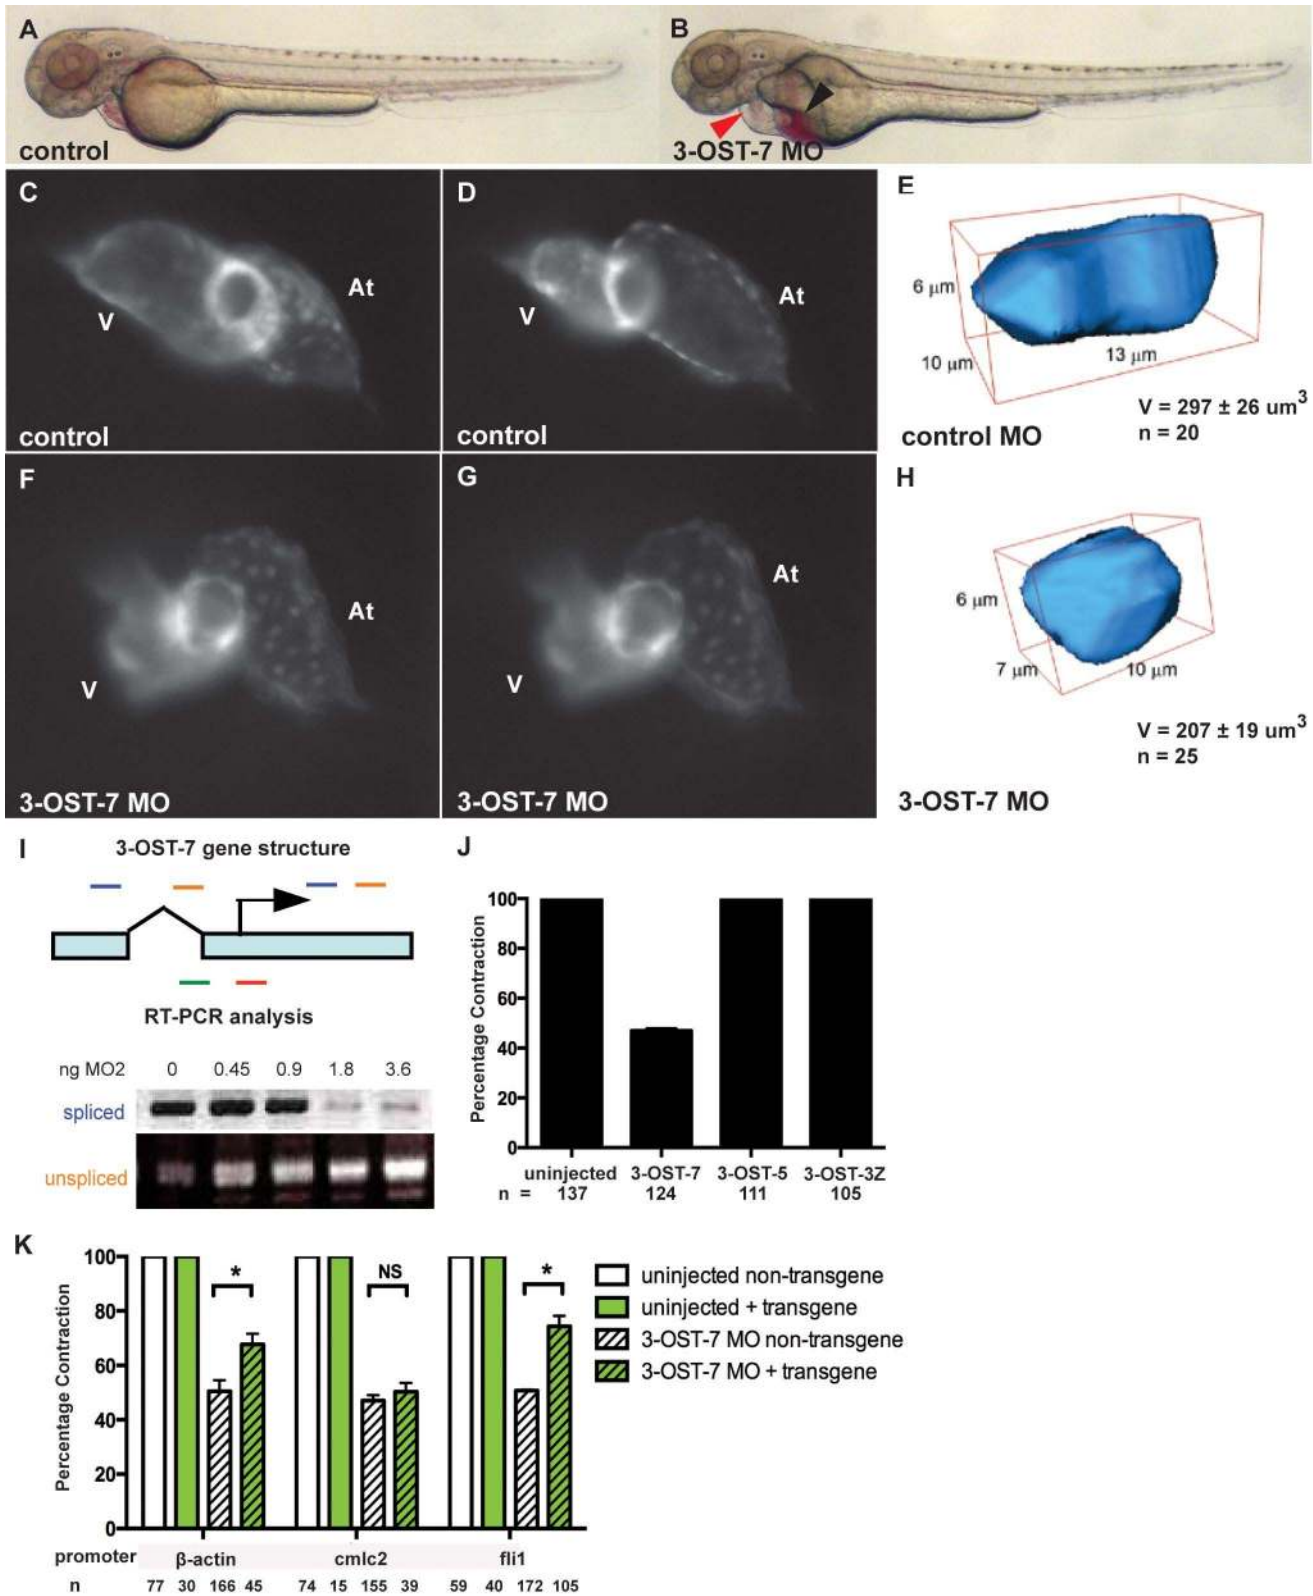 A
control
B
3-OST-7 MO
C
V
At
control
D
V
At
control
E
6 μm
10 μm
13 μm
V = 297 ± 26 um³
n = 20
control MO
F
V
At
3-OST-7 MO
G
V
At
H
6 μm
7 μm
10 μm
V = 207 ± 19 um³
n = 25
3-OST-7 MO
I
3-OST-7 gene structure
RT-PCR analysis
ng MO2 0 0.45 0.9 1.8 3.6
spliced
unspliced
J
Percentage Contraction
100
80
60
40
20
0
uninjected 3-OST-7 3-OST-5 3-OST-3Z
n = 137 124 111 105
K
Percentage Contraction
100
80
60
40
20
0
* NS *
uninjected non-transgene
uninjected + transgene
3-OST-7 MO non-transgene
3-OST-7 MO + transgene
promoter β-actin cmlc2 fli1
n 77 30 166 45 74 15 155 39 59 40 172 105